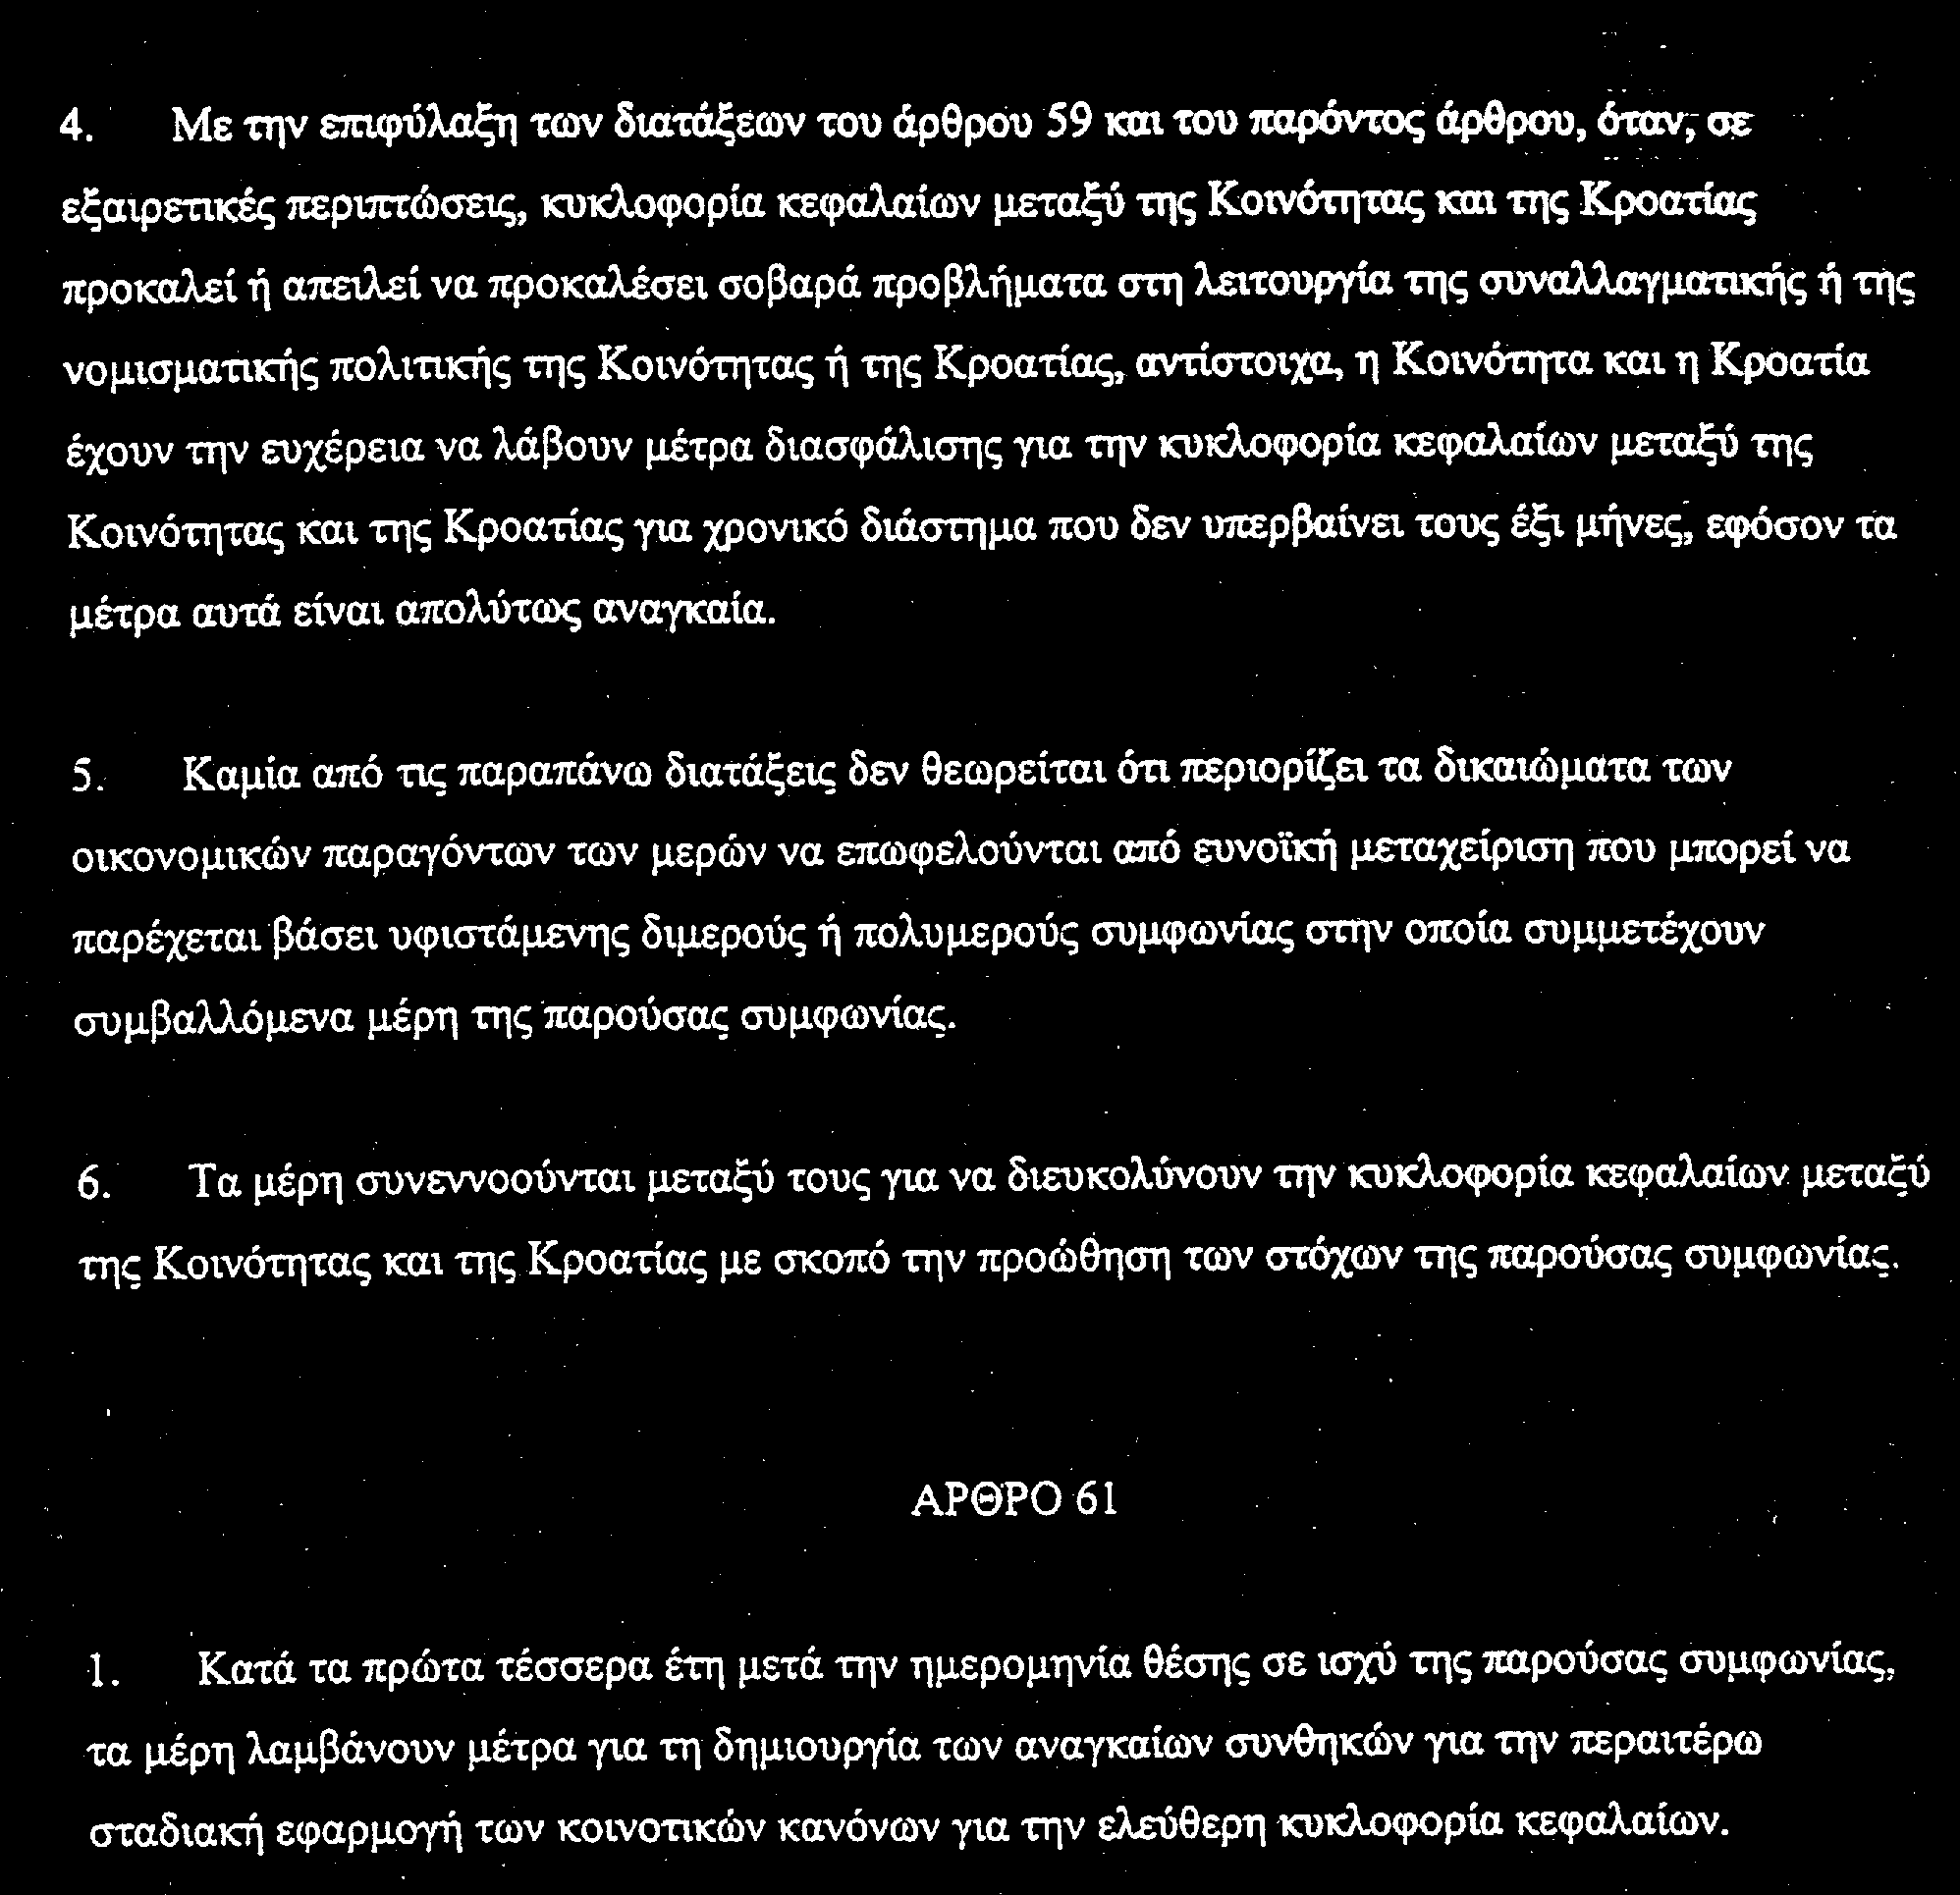 4. Με την επιφύλαξη των διατάξεων του άρθρου 59 και του παρόντος άρθρου, όταν, σε
εξαιρετικές περιπτώσεις, κυκλοφορία κεφαλαίων μεταξύ της Κοινότητας και της Κροατίας
προκαλεί ή απειλεί να προκαλέσει σοβαρά προβλήματα στη λειτουργία της συναλλαγματικής ή της
νομισματικής πολιτικής της Κοινότητας ή της Κροατίας, αντίστοιχα, η Κοινότητα και η Κροατία
έχουν την ευχέρεια να λάβουν μέτρα διασφάλισης για την κυκλοφορία κεφαλαίων μεταξύ της
Κοινότητας και της Κροατίας για χρονικό διάστημα που δεν υπερβαίνει τους έξι μήνες, εφόσον τα
μέτρα αυτά είναι απολύτως αναγκαία.
5. Καμία από τις παραπάνω διατάξεις δεν θεωρείται ότι περιορίζει τα δικαιώματα των
οικονομικών παραγόντων των μερών να επωφελούνται από ευνοϊκή μεταχείριση που μπορεί να
παρέχεται βάσει υφιστάμενης διμερούς ή πολυμερούς συμφωνίας στην οποία συμμετέχουν
συμβαλλόμενα μέρη της παρούσας συμφωνίας.
6. Τα μέρη συνεννοούνται μεταξύ τους για να διευκολύνουν την κυκλοφορία κεφαλαίων μεταξύ
της Κοινότητας και της Κροατίας με σκοπό την προώθηση των στόχων της παρούσας συμφωνίας.
ΑΡΘΡΟ 61
1. Κατά τα πρώτα τέσσερα έτη μετά την ημερομηνία θέσης σε ισχύ της παρούσας συμφωνίας,
τα μέρη λαμβάνουν μέτρα για τη δημιουργία των αναγκαίων συνθηκών για την περαιτέρω
σταδιακή εφαρμογή των κοινοτικών κανόνων για την ελεύθερη κυκλοφορία κεφαλαίων.